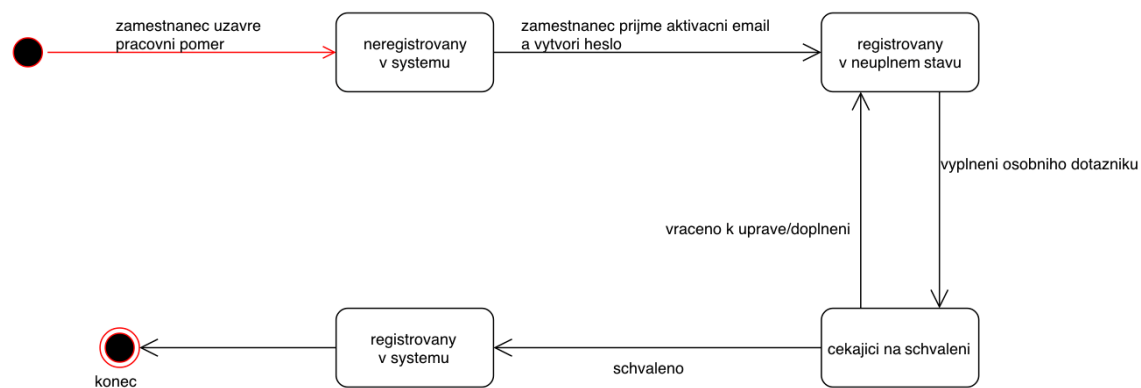 zamestnanec uzavre
pracovni pomer
neregistrovany
v systemu
zamestnanec prijme aktivacni email
a vytvori heslo
registrovany
v neuplnem stavu
vyplneni osobniho dotazniku
vraceno k uprave/doplneni
cekajici na schvaleni
schvaleno
registrovany
v systemu
konec